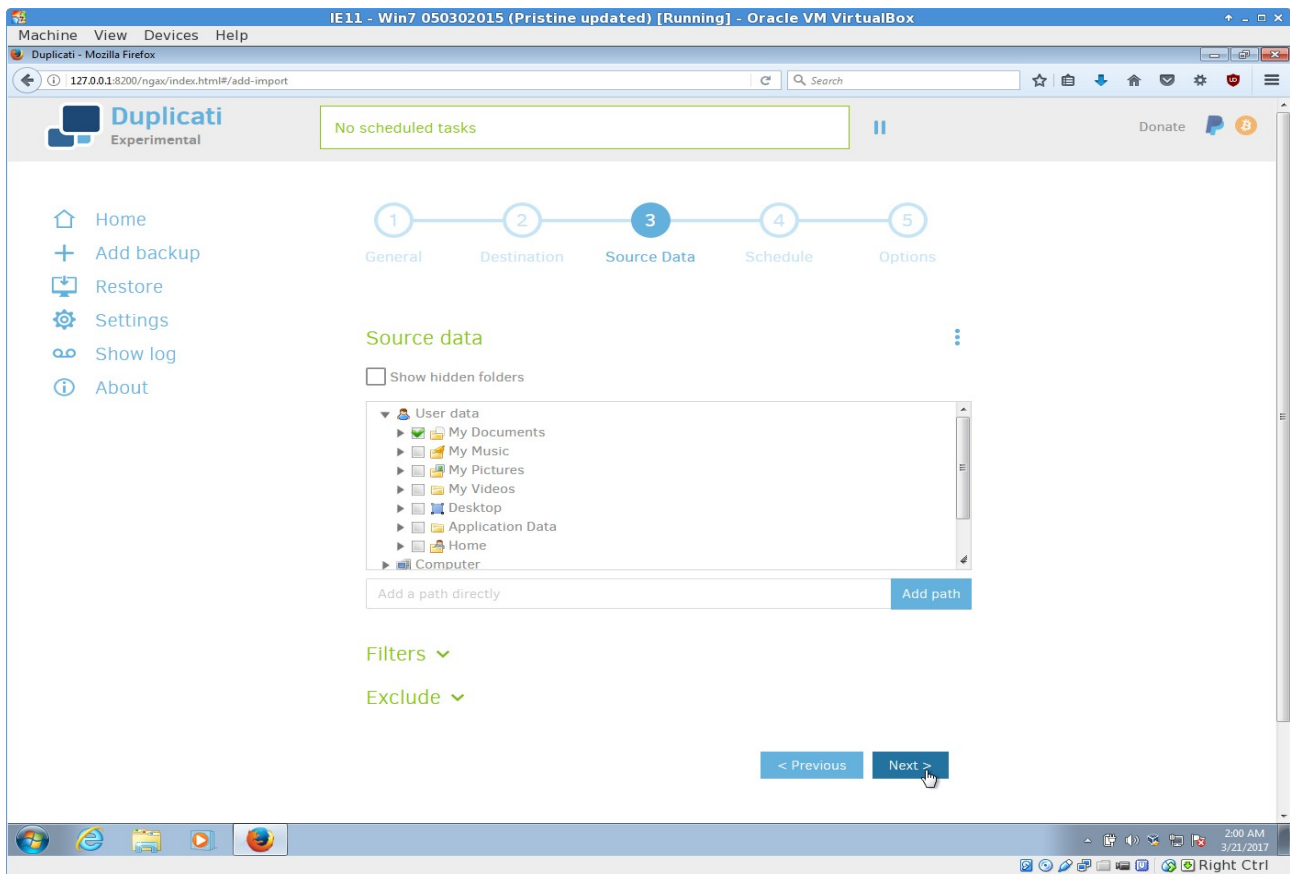 IE11 - Win7 050302015 (Pristine updated) [Running] - Oracle VM VirtualBox
Machine View Devices Help
Duplicati - Mozilla Firefox
127.0.0.1:8200/ngax/index.html#/add-import
Search
Duplicati
Experimental
No scheduled tasks
Donate
Home
Add backup
Restore
Settings
Show log
About
1 2 3 4 5
General Destination Source Data Schedule Options
Source data
Show hidden folders
User data
My Documents
My Music
My Pictures
My Videos
Desktop
Application Data
Home
Computer
Add a path directly
Add path
Filters
Exclude
< Previous
Next >
2:00 AM
3/21/2017
Right Ctrl